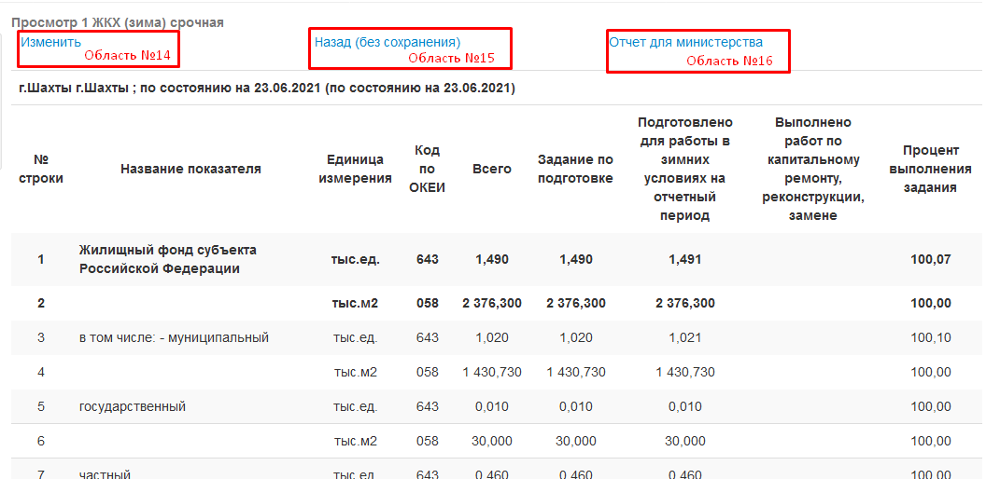 Просмотр 1 ЖКХ (зима) срочная
Изменить Назад (без сохранения) Отчет для министерства
Область №14 Область №15 Область №16
г.Шахты г.Шахты ; по состоянию на 23.06.2021 (по состоянию на 23.06.2021)
№ строки Название показателя Единица измерения Код по ОКЕИ Всего Задание по подготовке Подготовлено для работы в зимних условиях на отчетный период Выполнено работ по капитальному ремонту, реконструкции, замене Процент выполнения задания
1 Жилищный фонд субъекта Российской Федерации тыс.ед. 643 1,490 1,490 1,491 100,07
2 тыс.м2 058 2 376,300 2 376,300 2 376,300 100,00
3 в том числе: - муниципальный тыс.ед. 643 1,020 1,020 1,021 100,10
4 тыс.м2 058 1 430,730 1 430,730 1 430,730 100,00
5 государственный тыс.ед. 643 0,010 0,010 0,010 100,00
6 тыс.м2 058 30,000 30,000 30,000 100,00
7 частный тыс.ед. 643 0,460 0,460 0,460 100,00